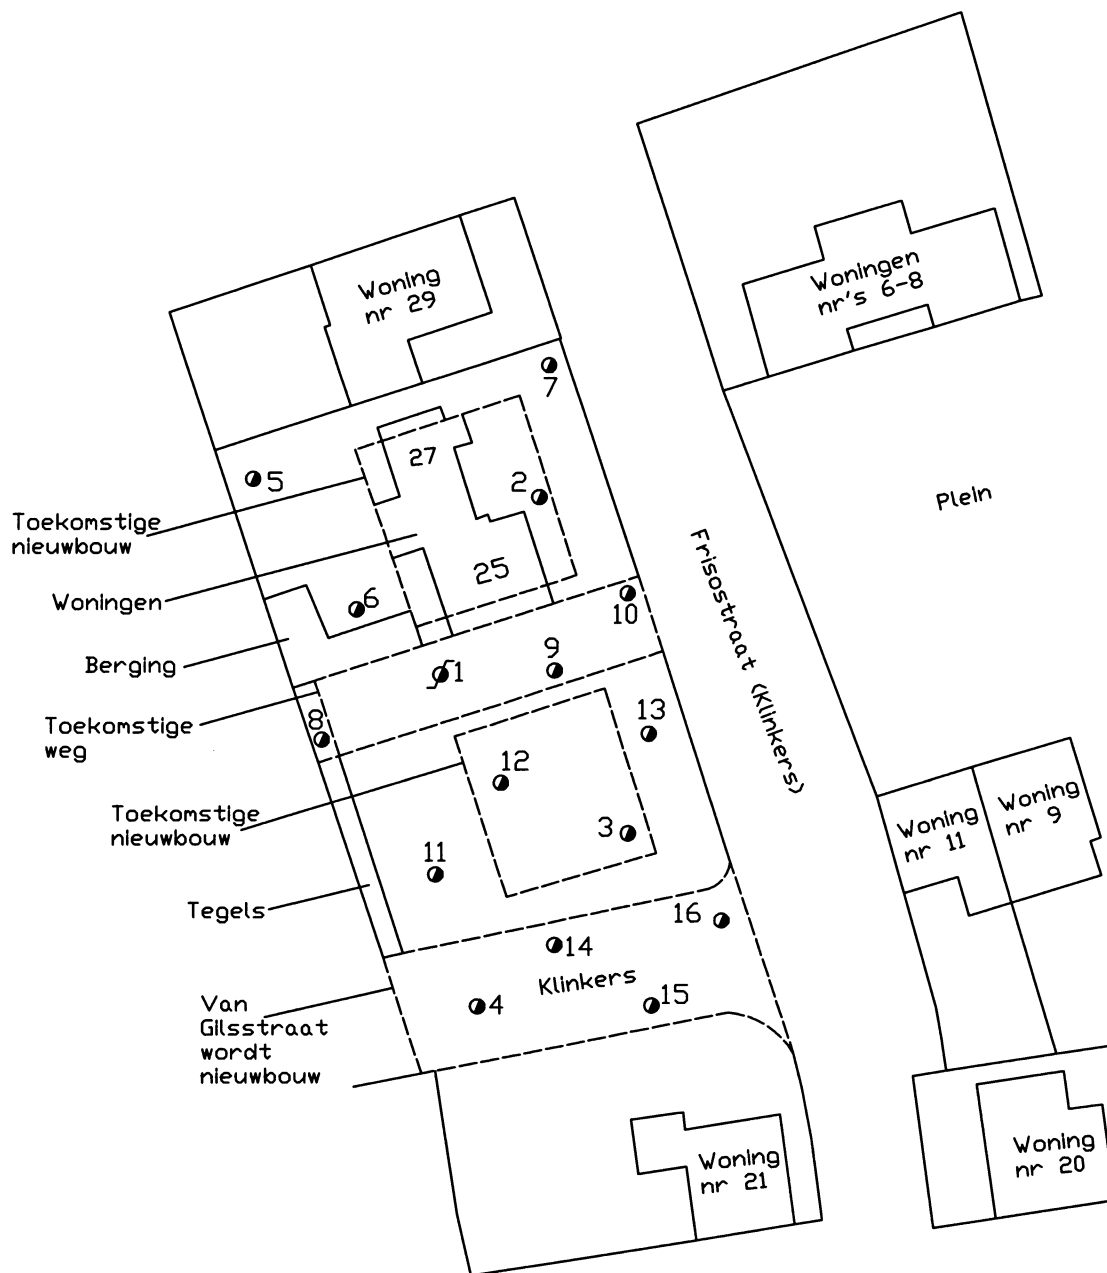 Woning
nr 29
Woningen
nr's 6-8
7
27
5
2
Plein
Toekomstige
nieuwbouw
Frisostraat (Klinkers)
25
Woningen
6
10
Berging
9
1
Toekomstige
weg
8
13
12
Toekomstige
nieuwbouw
3
Woning
nr 11
Woning
nr 9
11
Tegels
16
14
Klinkers
15
4
Van
Gilsstraat
wordt
nieuwbouw
Woning
nr 21
Woning
nr 20